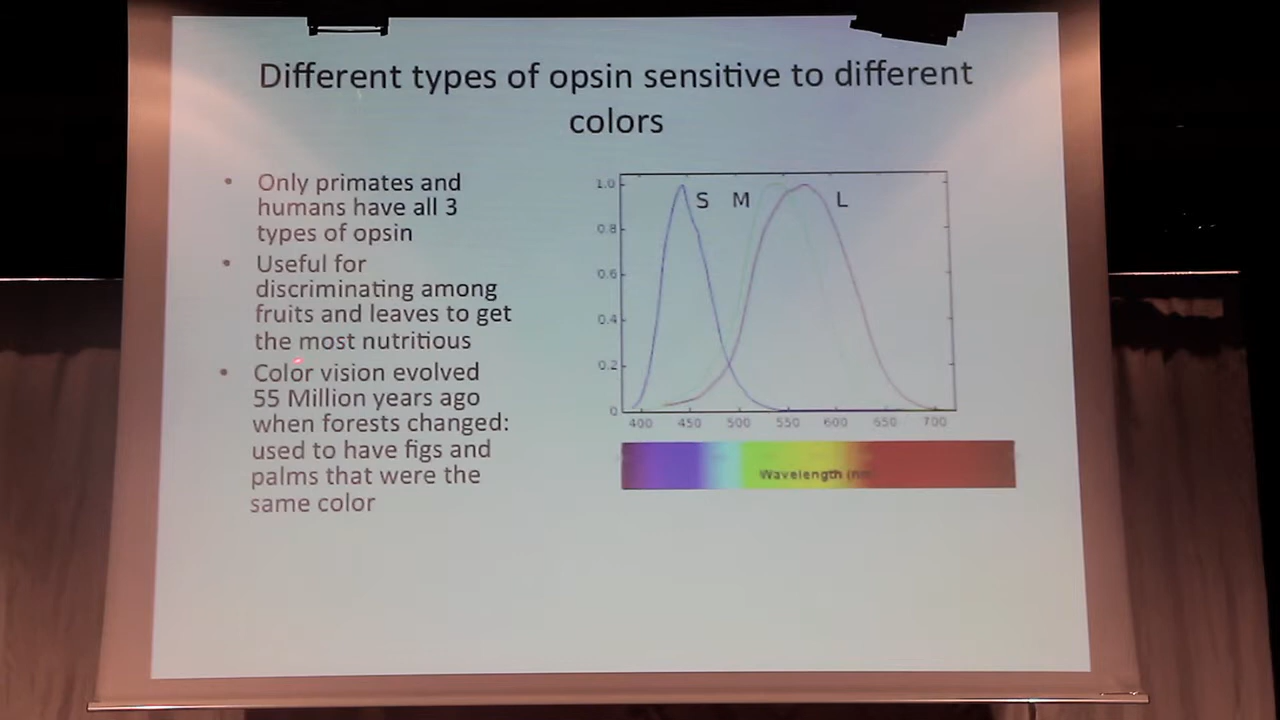 Different types of opsin sensitive to different
colors
• Only primates and
humans have all 3
types of opsin
• Useful for
discriminating among
fruits and leaves to get
the most nutritious
• Color vision evolved
55 Million years ago
when forests changed:
used to have figs and
palms that were the
same color
S M L
1.0
0.8
0.6
0.4
0.2
0
400 450 500 550 600 650 700
Wavelength (nm